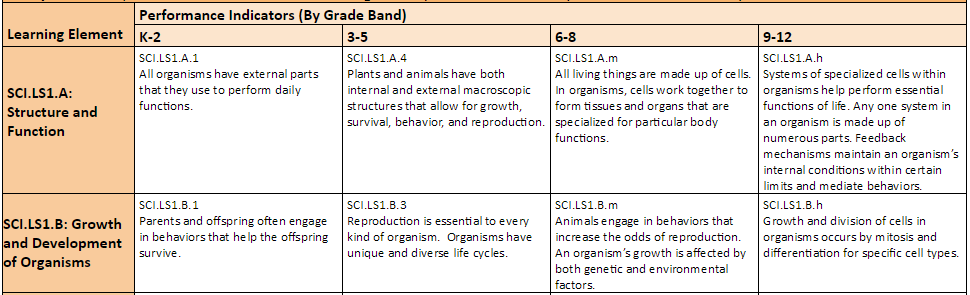 Performance Indicators (By Grade Band)
Learning Element
K-2
3-5
6-8
9-12
SCI.LS1.A:
Structure and
Function
SCI.LS1.A.1
All organisms have external parts
that they use to perform daily
functions.
SCI.LS1.A.4
Plants and animals have both
internal and external macroscopic
structures that allow for growth,
survival, behavior, and reproduction.
SCI.LS1.A.m
All living things are made up of cells.
In organisms, cells work together to
form tissues and organs that are
specialized for particular body
functions.
SCI.LS1.A.h
Systems of specialized cells within
organisms help perform essential
functions of life. Any one system in
an organism is made up of
numerous parts. Feedback
mechanisms maintain an organism's
internal conditions within certain
limits and mediate behaviors.
SCI.LS1.B: Growth
and Development
of Organisms
SCI.LS1.B.1
Parents and offspring often engage
in behaviors that help the offspring
survive.
SCI.LS1.B.3
Reproduction is essential to every
kind of organism.  Organisms have
unique and diverse life cycles.
SCI.LS1.B.m
Animals engage in behaviors that
increase the odds of reproduction.
An organism's growth is affected by
both genetic and environmental
factors.
SCI.LS1.B.h
Growth and division of cells in
organisms occurs by mitosis and
differentiation for specific cell types.